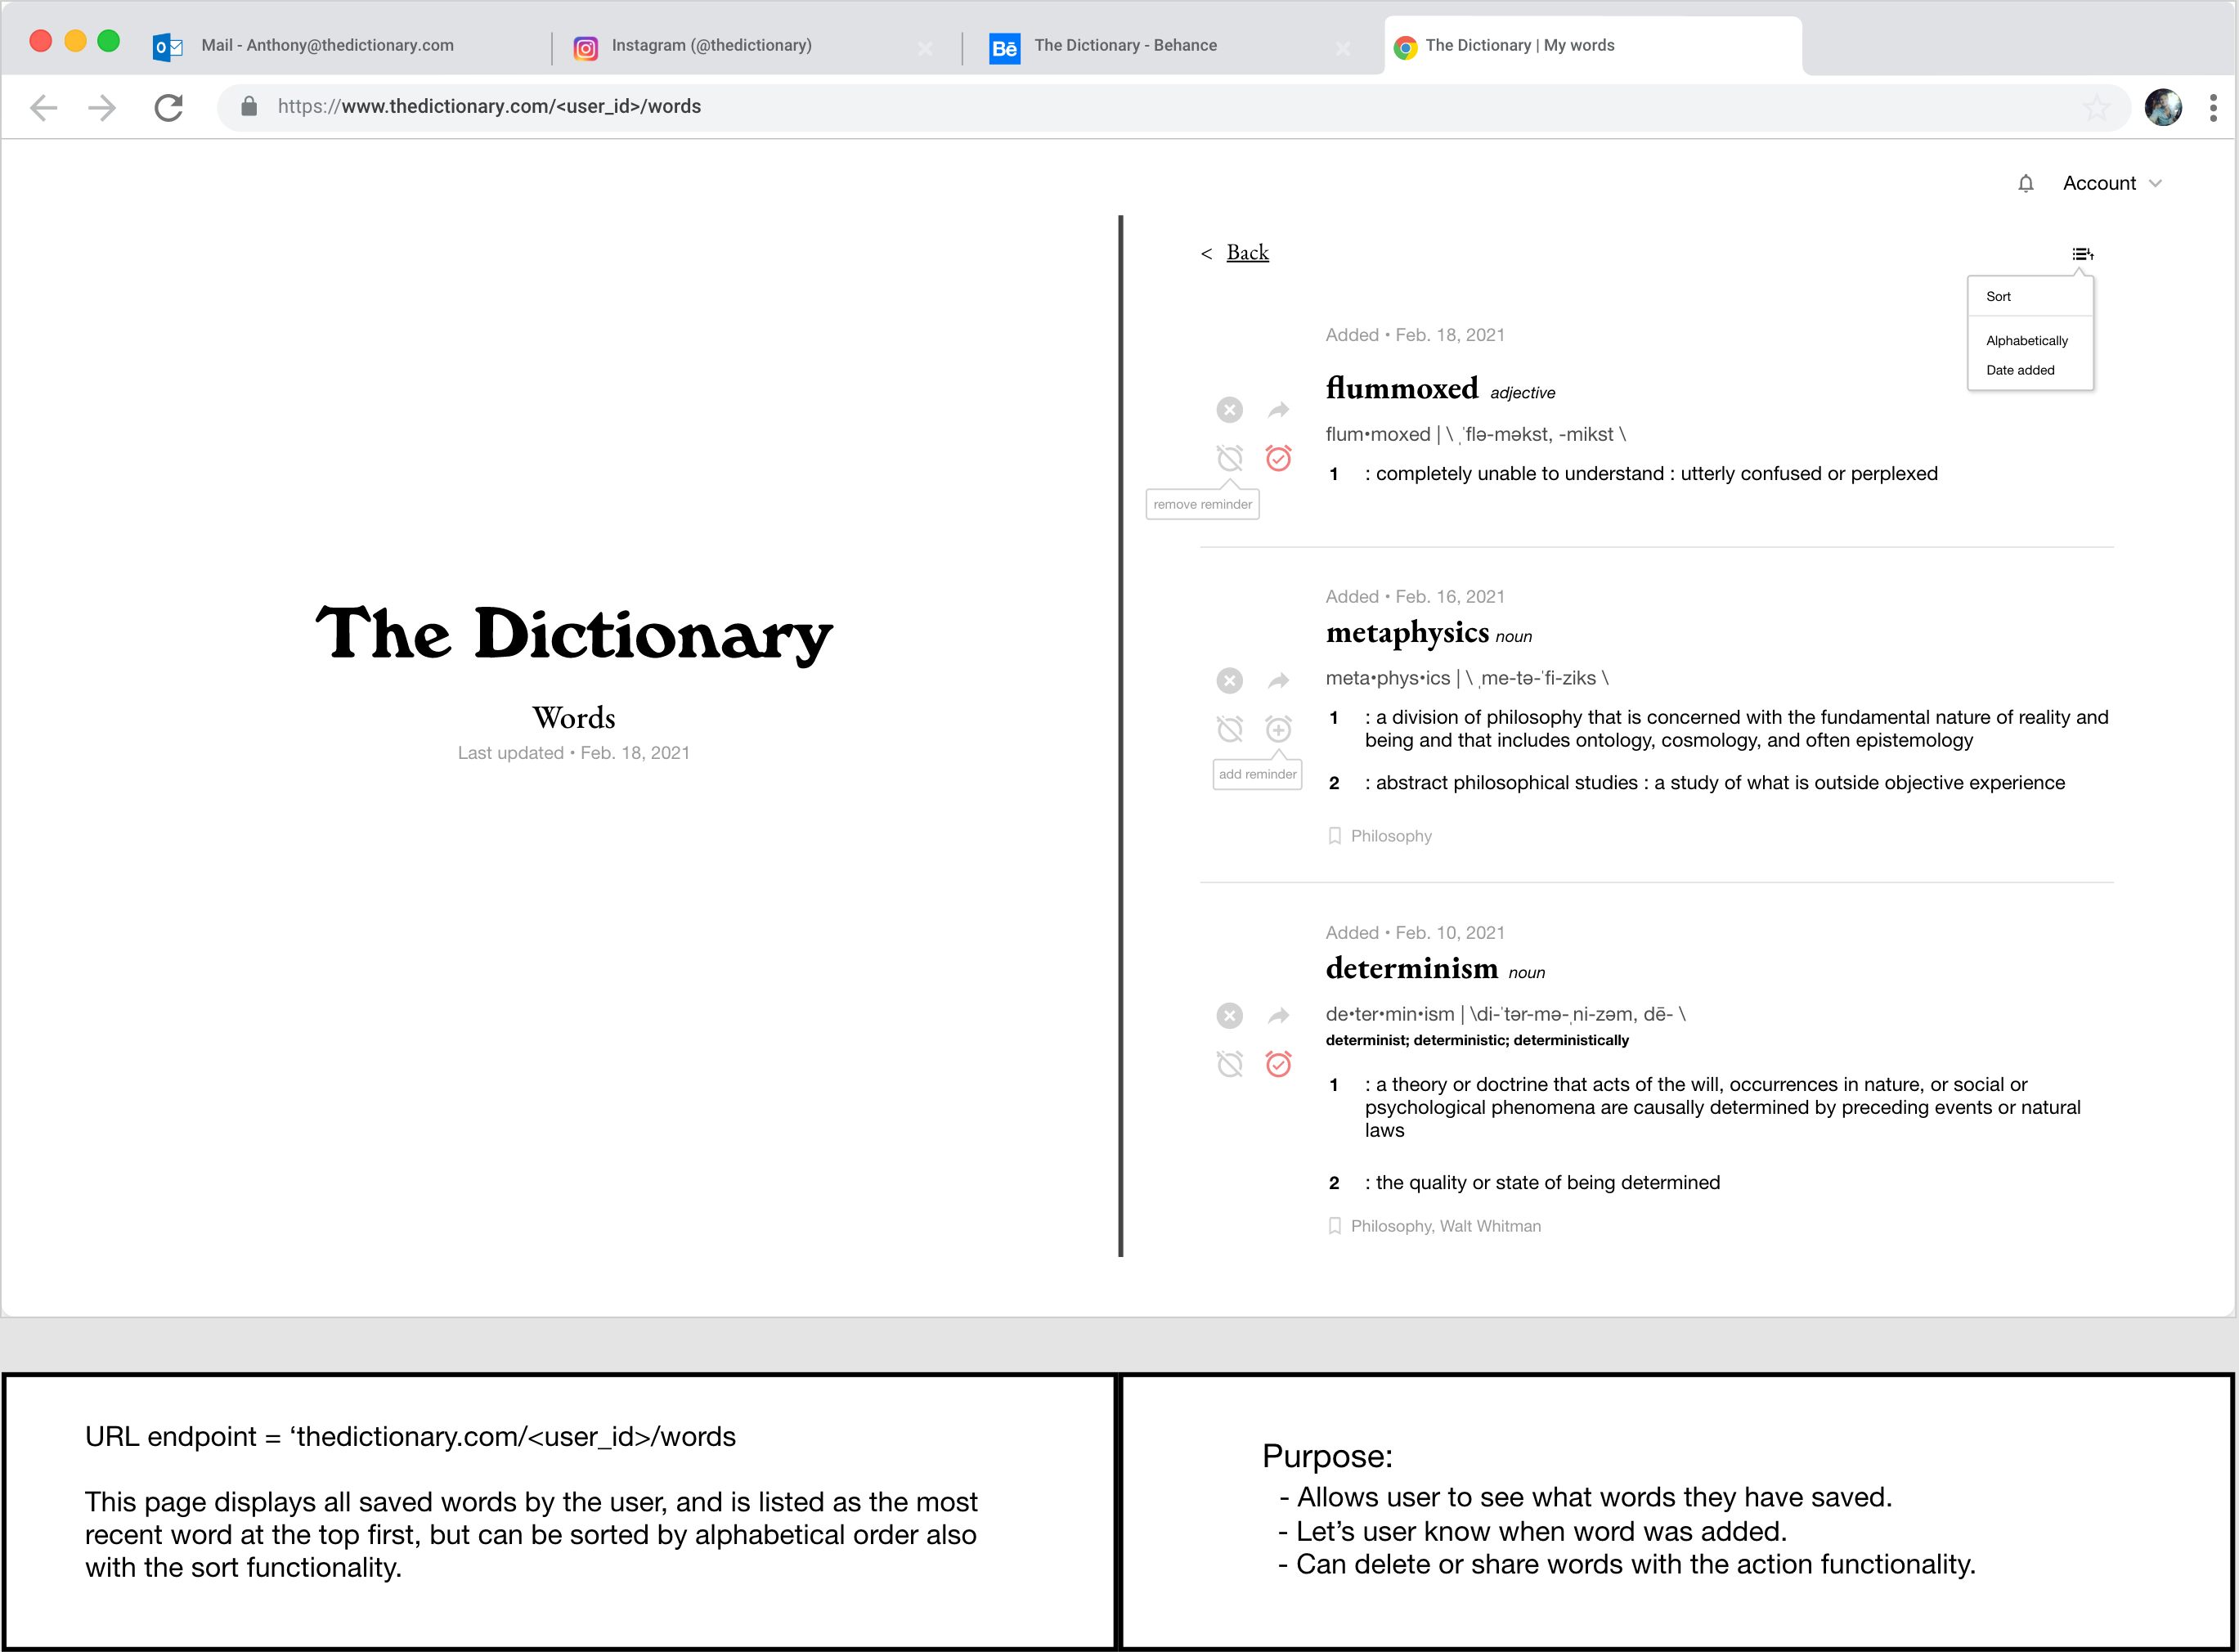 Mail - Anthony@thedictionary.com
Instagram (@thedictionary)
Bē
The Dictionary - Behance
The Dictionary | My words
https://www.thedictionary.com/<user_id>/words
Account
< Back
Sort
Alphabetically
Date added
Added • Feb. 18, 2021
flummoxed adjective
flum•moxed | \ ˌˈflə-məkst, -mikst \
1 : completely unable to understand : utterly confused or perplexed
remove reminder
The Dictionary
Words
Last updated • Feb. 18, 2021
Added • Feb. 16, 2021
metaphysics noun
meta•phys•ics | \ ˌme-tə-ˈfi-ziks \
1 : a division of philosophy that is concerned with the fundamental nature of reality and
being and that includes ontology, cosmology, and often epistemology
add reminder
2 : abstract philosophical studies : a study of what is outside objective experience
Philosophy
Added • Feb. 10, 2021
determinism noun
de•ter•min•ism | \di-ˈtər-mə-ˌni-zəm, dē- \
determinist; deterministic; deterministically
1 : a theory or doctrine that acts of the will, occurrences in nature, or social or
psychological phenomena are causally determined by preceding events or natural
laws
2 : the quality or state of being determined
Philosophy, Walt Whitman
URL endpoint = ‘thedictionary.com/<user_id>/words
This page displays all saved words by the user, and is listed as the most
recent word at the top first, but can be sorted by alphabetical order also
with the sort functionality.
Purpose:
- Allows user to see what words they have saved.
- Let’s user know when word was added.
- Can delete or share words with the action functionality.